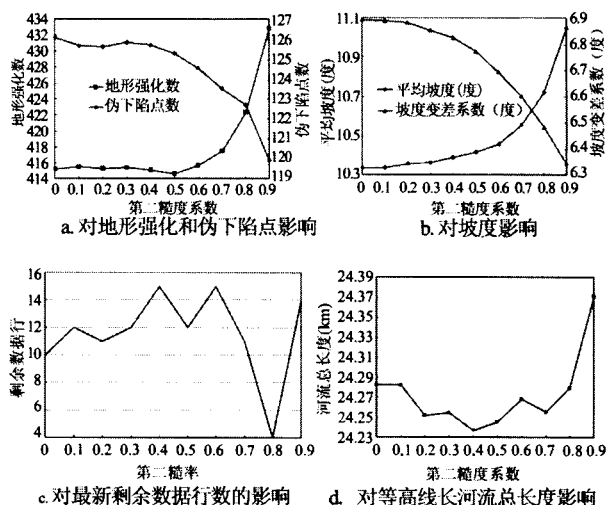 434
432
430
428
426
424
422
420
418
416
414
地形强化数
地形强化数
伪下陷点数
127
126
125
124
123
122
121
120
119
伪下陷点数
0 0.1 0.2 0.3 0.4 0.5 0.6 0.7 0.8 0.9
第二糙度系数
a. 对地形强化和伪下陷点影响
11.1
10.9
10.7
10.5
10.3
平均坡度(度)
平均坡度(度)
坡度变差系数（度）
6.9
6.8
6.7
6.6
6.5
6.4
6.3
坡度变差系数（度）
0 0.1 0.2 0.3 0.4 0.5 0.6 0.7 0.8 0.9
第二糙度系数
b. 对坡度影响
16
14
12
10
8
6
4
剩余数据行
0 0.1 0.2 0.3 0.4 0.5 0.6 0.7 0.8 0.9
第二糙率
c. 对最新剩余数据行数的影响
24.39
24.37
24.35
24.33
24.31
24.29
24.27
24.25
24.23
河流总长度(km)
0 0.1 0.2 0.3 0.4 0.5 0.6 0.7 0.8 0.9
第二糙度系数
d. 对等高线长河流总长度影响